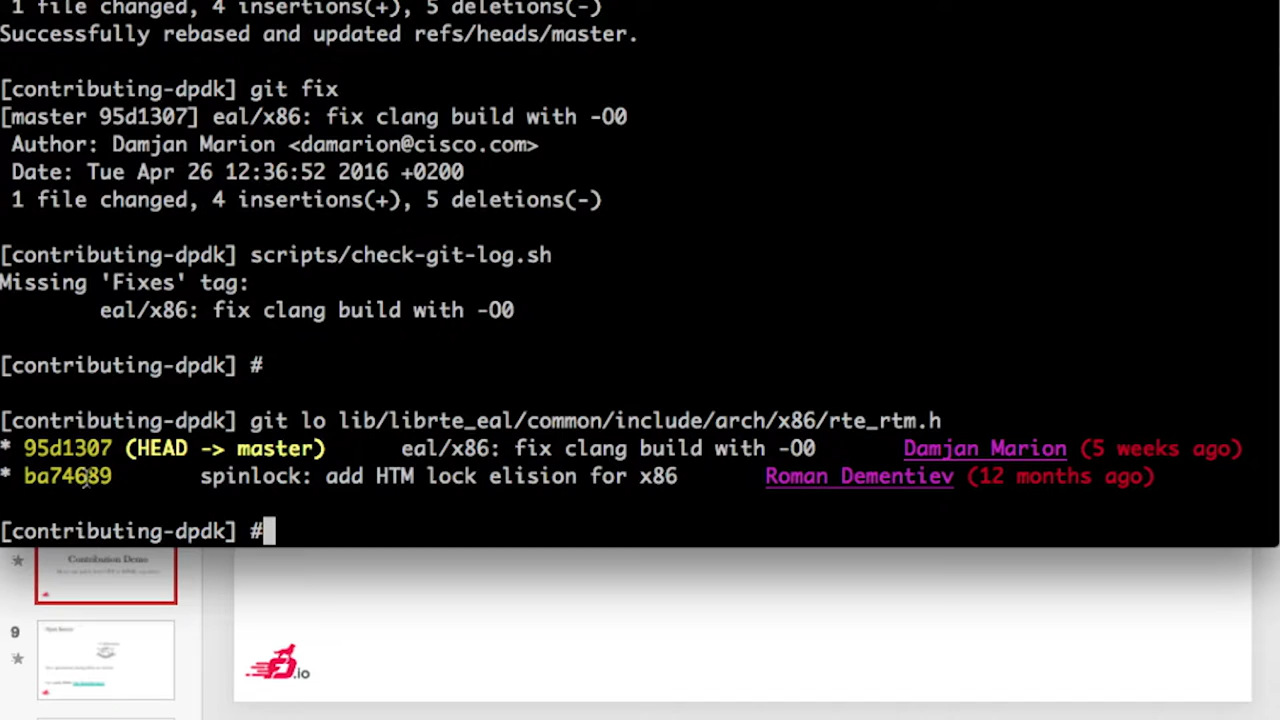 1 file changed, 4 insertions(+), 5 deletions(-)
Successfully rebased and updated refs/heads/master.
[contributing-dpdk] git fix
[master 95d1307] eal/x86: fix clang build with -O0
Author: Damjan Marion <damarion@cisco.com>
Date: Tue Apr 26 12:36:52 2016 +0200
1 file changed, 4 insertions(+), 5 deletions(-)
[contributing-dpdk] scripts/check-git-log.sh
Missing 'Fixes' tag:
eal/x86: fix clang build with -O0
[contributing-dpdk] #
[contributing-dpdk] git lo lib/librte_eal/common/include/arch/x86/rte_rtm.h
* 95d1307 (HEAD -> master) eal/x86: fix clang build with -O0 Damjan Marion (5 weeks ago)
* ba74689 spinlock: add HTM lock elision for x86 Roman Dementiev (12 months ago)
[contributing-dpdk] #
Contribution Demo
9
.io